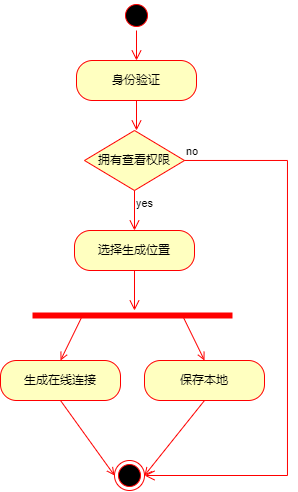 身份验证
拥有查看权限
no
yes
选择生成位置
生成在线连接
保存本地